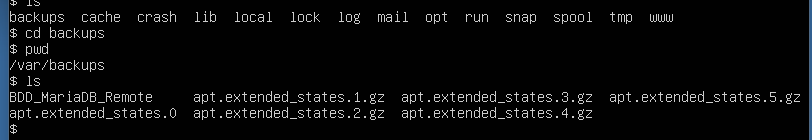 $ ls
backups  cache  crash  lib  local  lock  log  mail  opt  run  snap  spool  tmp  www
$ cd backups
$ pwd
/var/backups
$ ls
BDD_MariaDB_Remote     apt.extended_states.1.gz  apt.extended_states.3.gz  apt.extended_states.5.gz
apt.extended_states.0  apt.extended_states.2.gz  apt.extended_states.4.gz
$